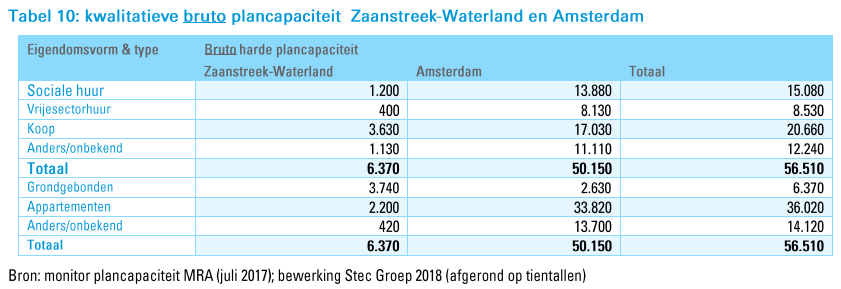 Tabel 10: kwalitatieve bruto plancapaciteit Zaanstreek-Waterland en Amsterdam
Eigendomsvorm & type Bruto harde plancapaciteit
Zaanstreek-Waterland Amsterdam Totaal
Sociale huur 1.200 13.880 15.080
Vrijesectorhuur 400 8.130 8.530
Koop 3.630 17.030 20.660
Anders/onbekend 1.130 11.110 12.240
Totaal 6.370 50.150 56.510
Grondgebonden 3.740 2.630 6.370
Appartementen 2.200 33.820 36.020
Anders/onbekend 420 13.700 14.120
Totaal 6.370 50.150 56.510
Bron: monitor plancapaciteit MRA (juli 2017); bewerking Stec Groep 2018 (afgerond op tientallen)